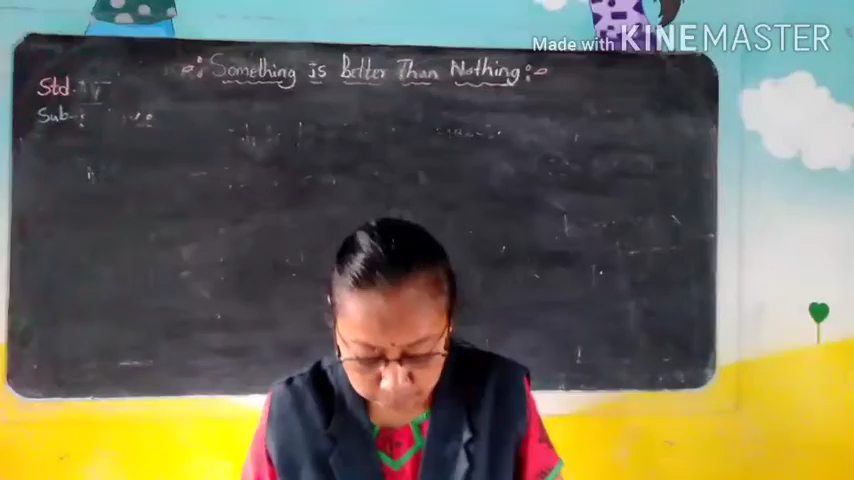 Made with KINEMASTER
-: Something is Better Than Nothing :-
Std.
Sub-: